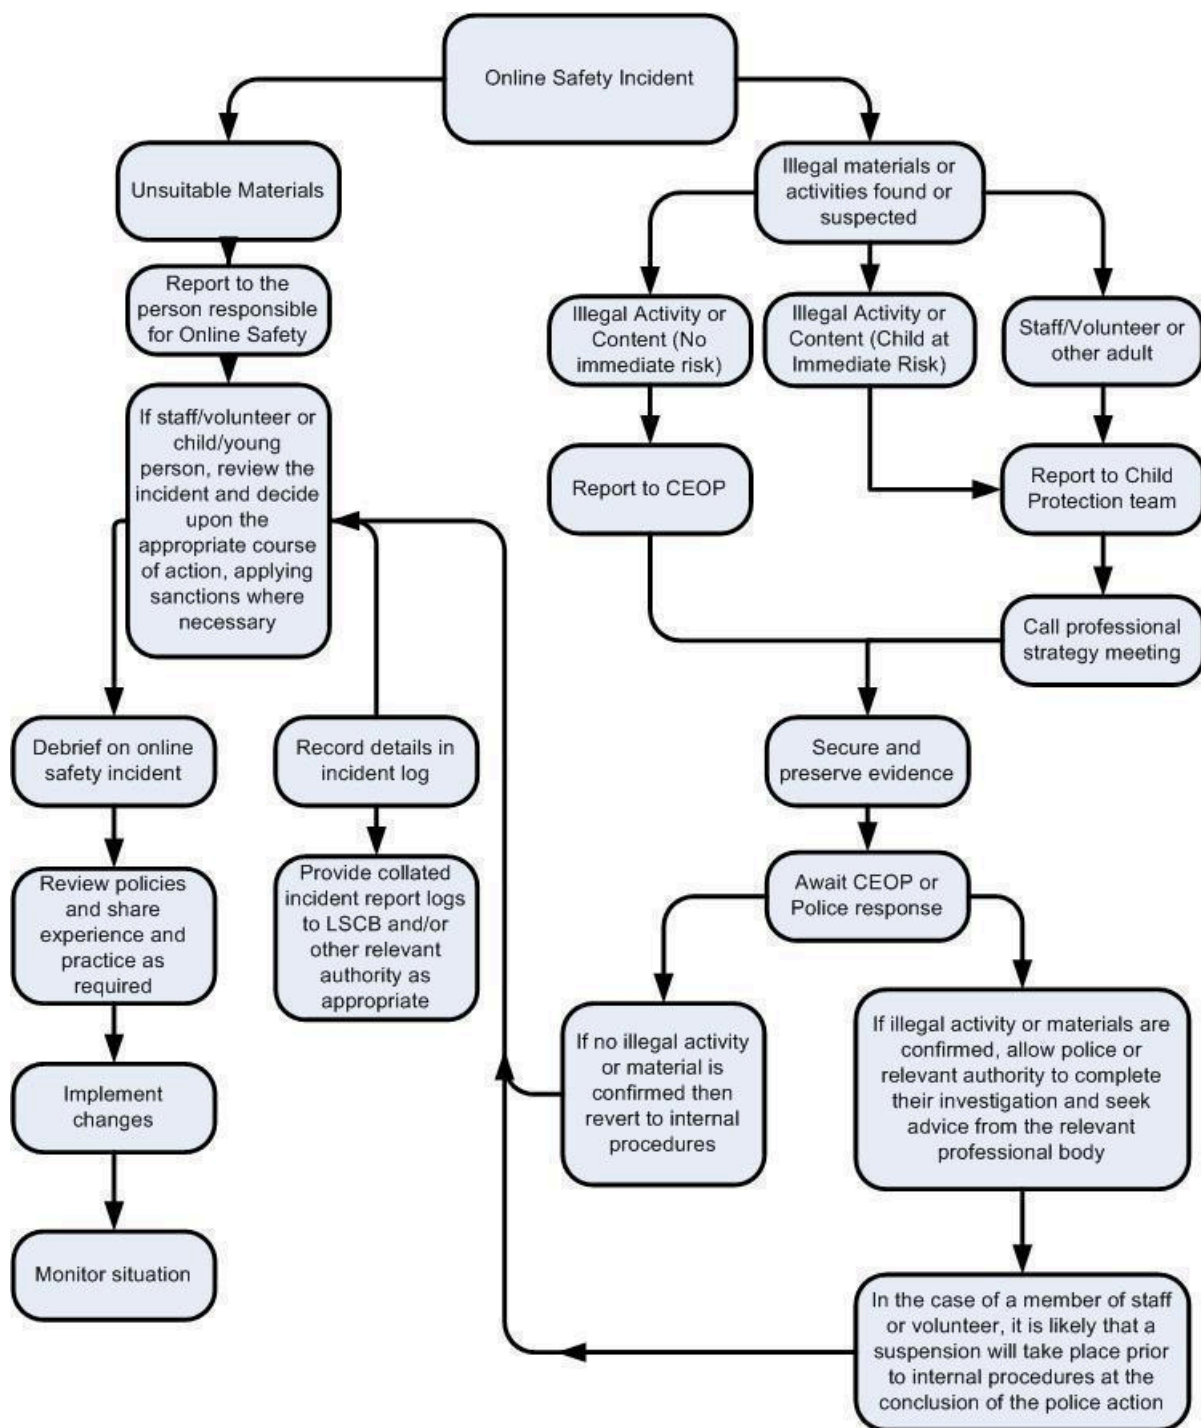 Online Safety Incident
Unsuitable Materials
Illegal materials or
activities found or
suspected
Report to the
person responsible
for Online Safety
Illegal Activity or
Content (No
immediate risk)
Illegal Activity or
Content (Child at
Immediate Risk)
Staff/Volunteer or
other adult
If staff/volunteer or
child/young
person, review the
incident and decide
upon the
appropriate course
of action, applying
sanctions where
necessary
Report to CEOP
Report to Child
Protection team
Call professional
strategy meeting
Debrief on online
safety incident
Record details in
incident log
Secure and
preserve evidence
Review policies
and share
experience and
practice as
required
Provide collated
incident report logs
to LSCB and/or
other relevant
authority as
appropriate
Await CEOP or
Police response
If no illegal activity
or material is
confirmed then
revert to internal
procedures
If illegal activity or materials are
confirmed, allow police or
relevant authority to complete
their investigation and seek
advice from the relevant
professional body
Implement
changes
Monitor situation
In the case of a member of staff
or volunteer, it is likely that a
suspension will take place prior
to internal procedures at the
conclusion of the police action